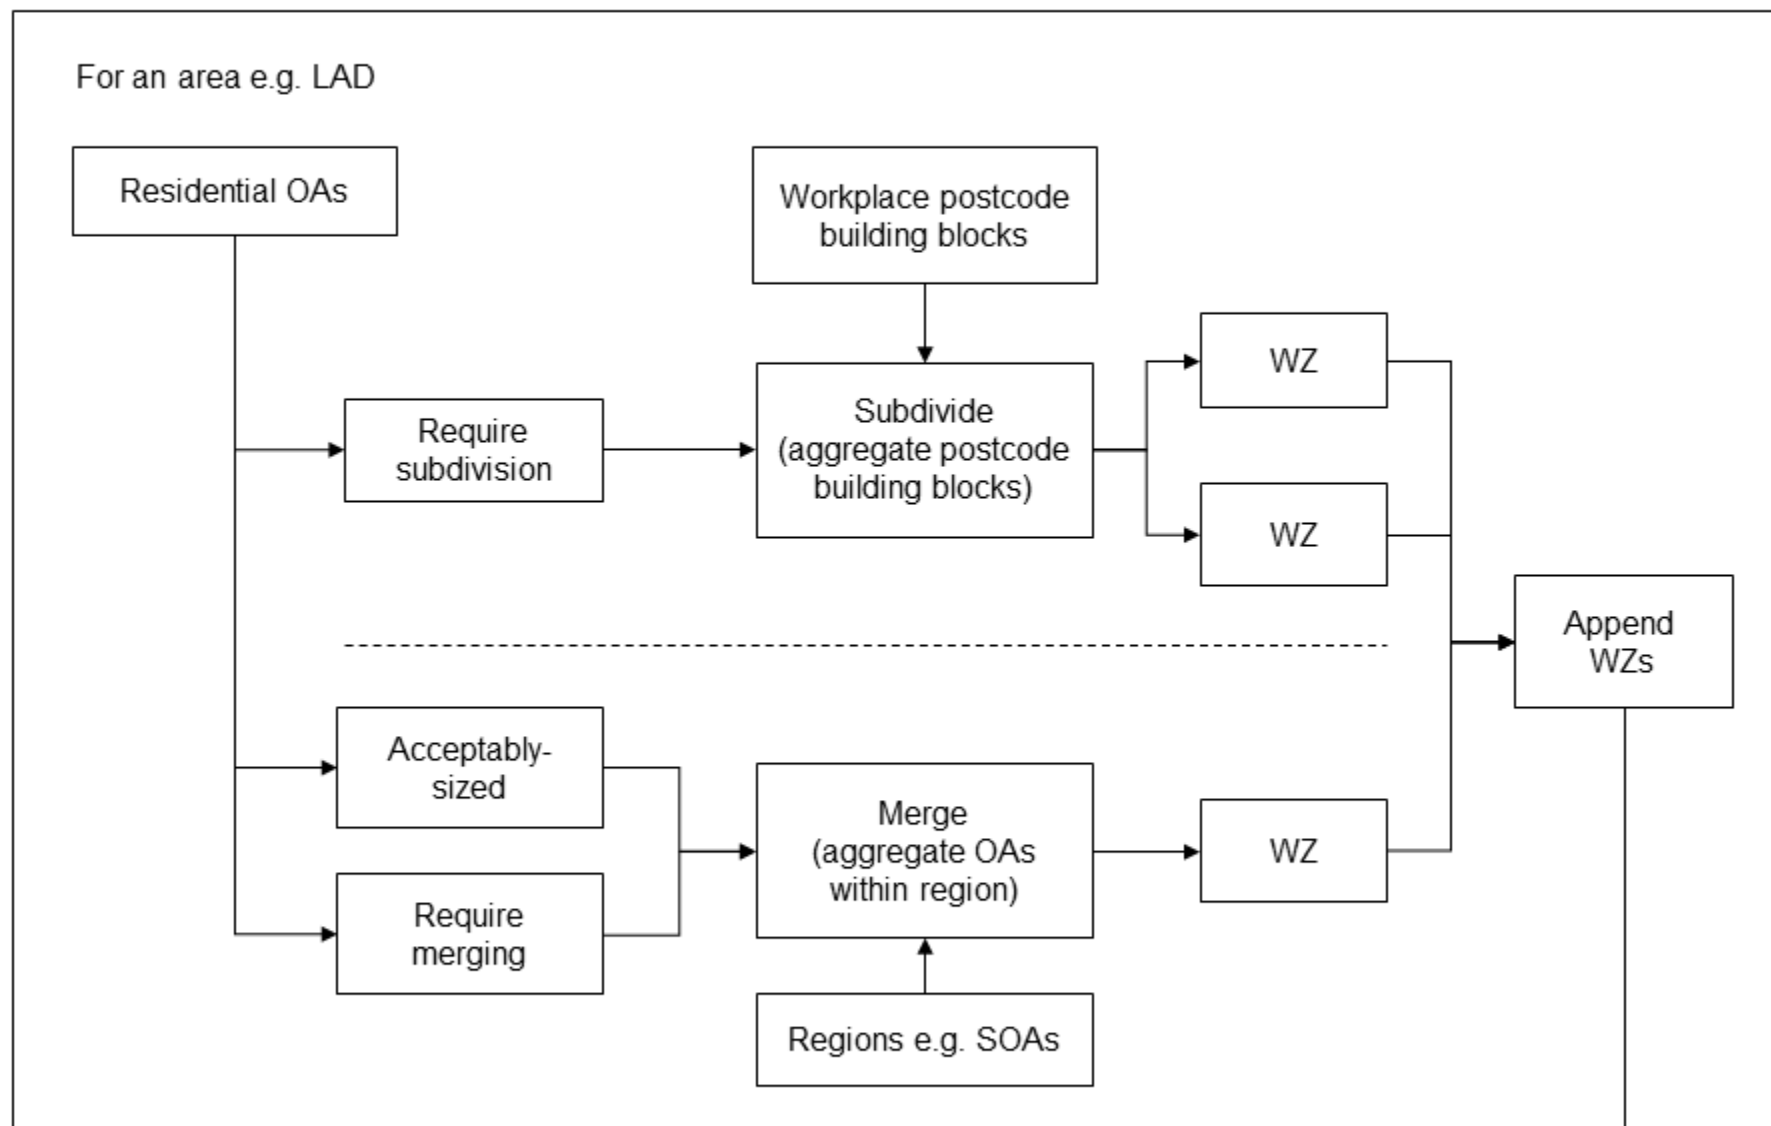 For an area e.g. LAD
Residential OAs
Workplace postcode
building blocks
WZ
Require
subdivision
Subdivide
(aggregate postcode
building blocks)
WZ
Append
WZs
Acceptably-
sized
Merge
(aggregate OAs
within region)
WZ
Require
merging
Regions e.g. SOAs